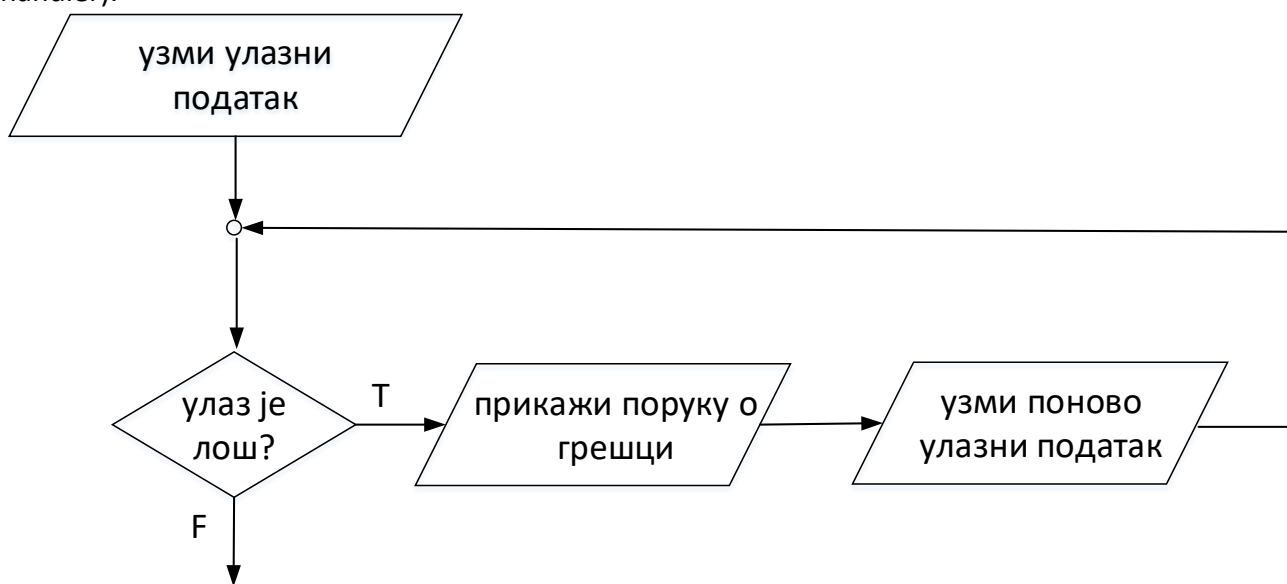 узми улазни
податак
улаз је
лош?
T
прикажи поруку о
грешци
узми поново
улазни податак
F